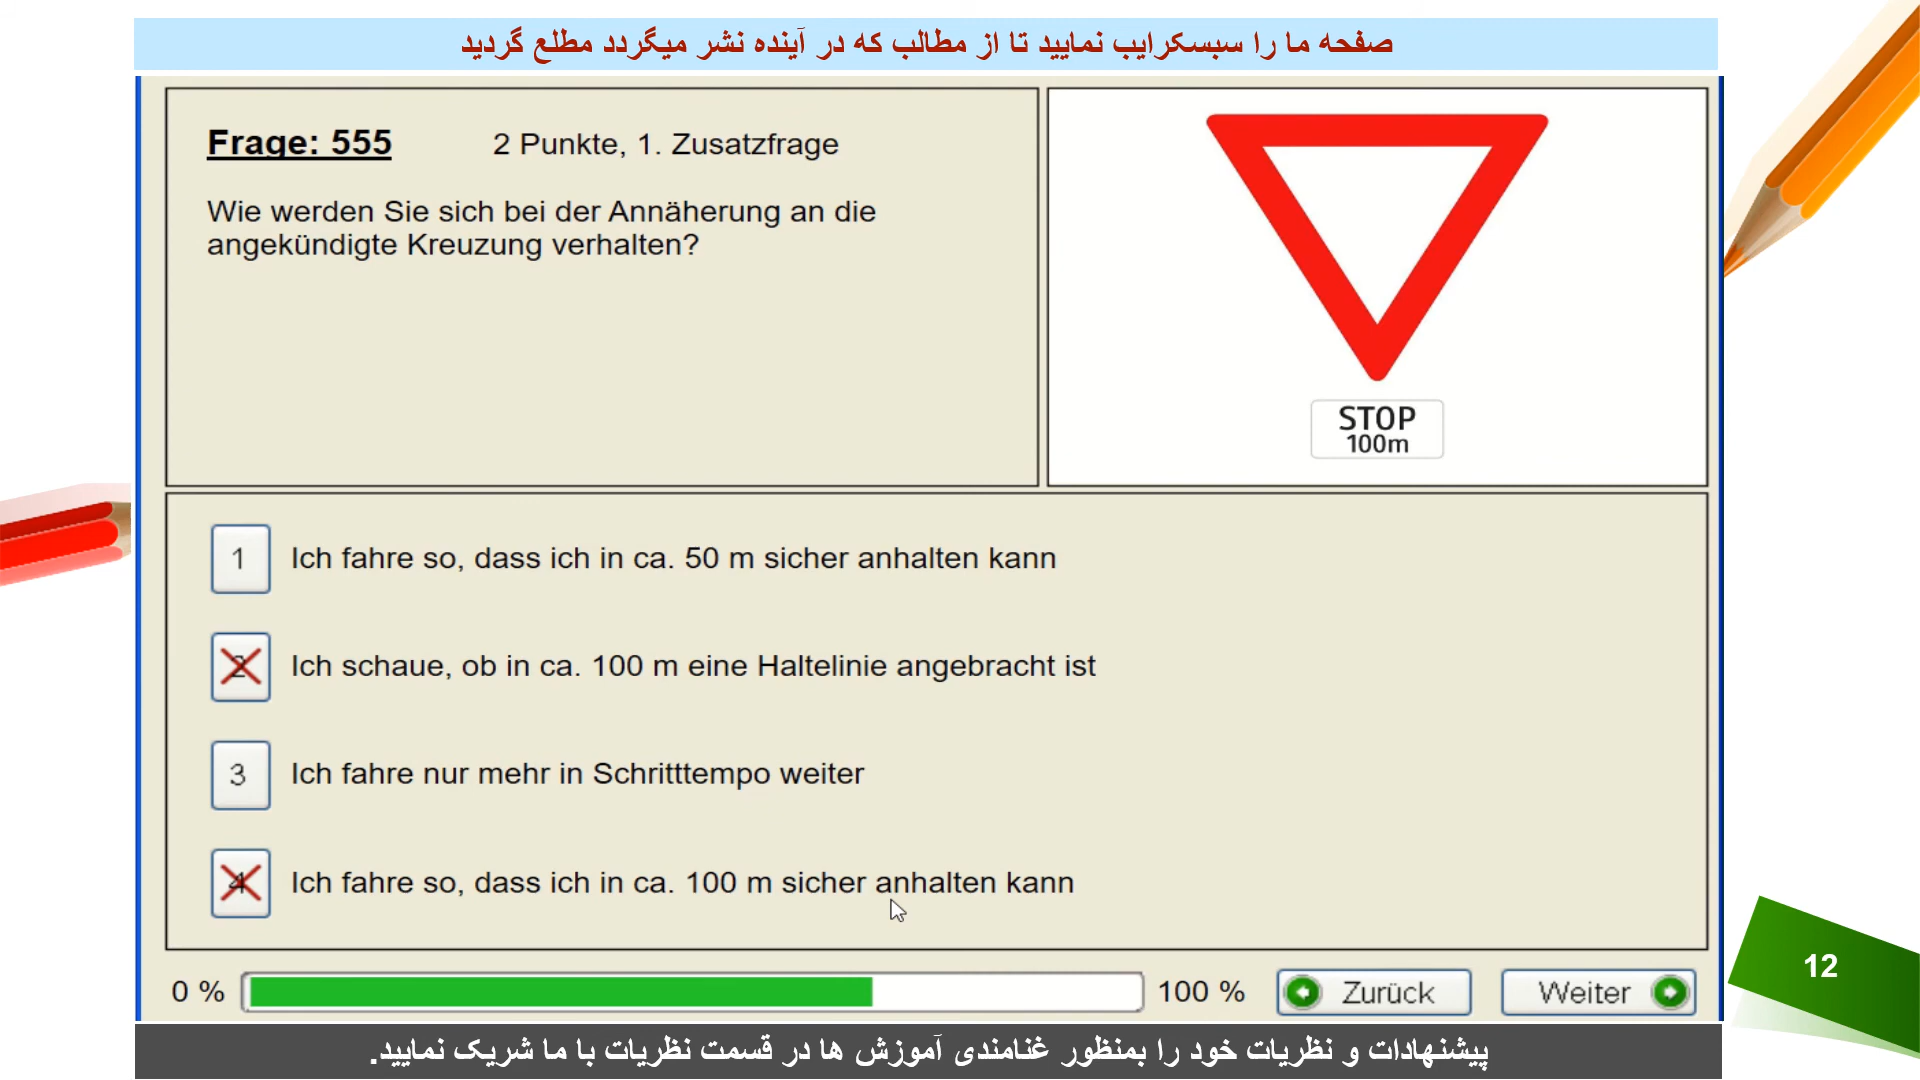 صفحه ما را سبسکرایب نمایید تا از مطالب که در آینده نشر میگردد مطلع گردید
Frage: 555 2 Punkte, 1. Zusatzfrage
Wie werden Sie sich bei der Annäherung an die
angekündigte Kreuzung verhalten?
STOP
100m
1 Ich fahre so, dass ich in ca. 50 m sicher anhalten kann
2 Ich schaue, ob in ca. 100 m eine Haltelinie angebracht ist
3 Ich fahre nur mehr in Schritttempo weiter
4 Ich fahre so, dass ich in ca. 100 m sicher anhalten kann
0 % 100 % Zurück Weiter
12
پیشنهادات و نظریات خود را بمنظور غنامندی آموزش ها در قسمت نظریات با ما شریک نمایید.